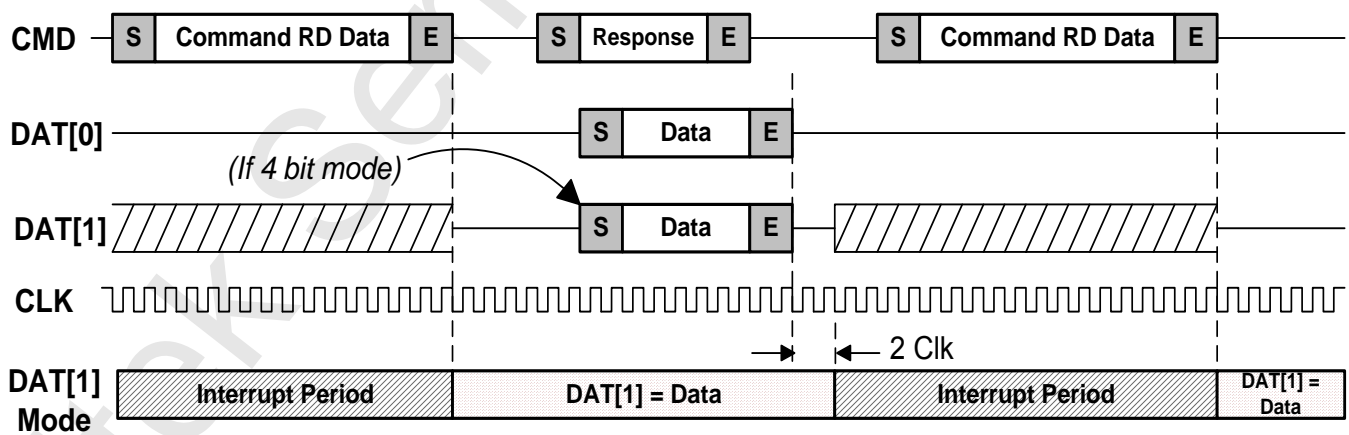 CMD S Command RD Data E S Response E S Command RD Data E
DAT[0] S Data E
(If 4 bit mode)
DAT[1] S Data E
CLK
2 Clk
DAT[1] Mode Interrupt Period DAT[1] = Data Interrupt Period DAT[1] = Data